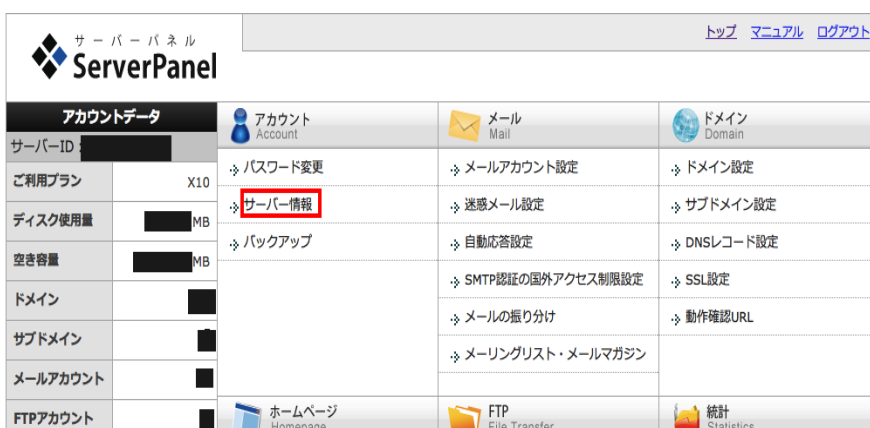 サーバーパネル
ServerPanel
トップ マニュアル ログアウト
アカウントデータ
サーバーID :
ご利用プラン X10
ディスク使用量 MB
空き容量 MB
ドメイン
サブドメイン
メールアカウント
FTPアカウント
アカウント
Account
パスワード変更
サーバー情報
バックアップ
メール
Mail
メールアカウント設定
迷惑メール設定
自動応答設定
SMTP認証の国外アクセス制限設定
メールの振り分け
メーリングリスト・メールマガジン
ドメイン
Domain
ドメイン設定
サブドメイン設定
DNSレコード設定
SSL設定
動作確認URL
ホームページ
Homepage
FTP
File Transfer
統計
Statistics